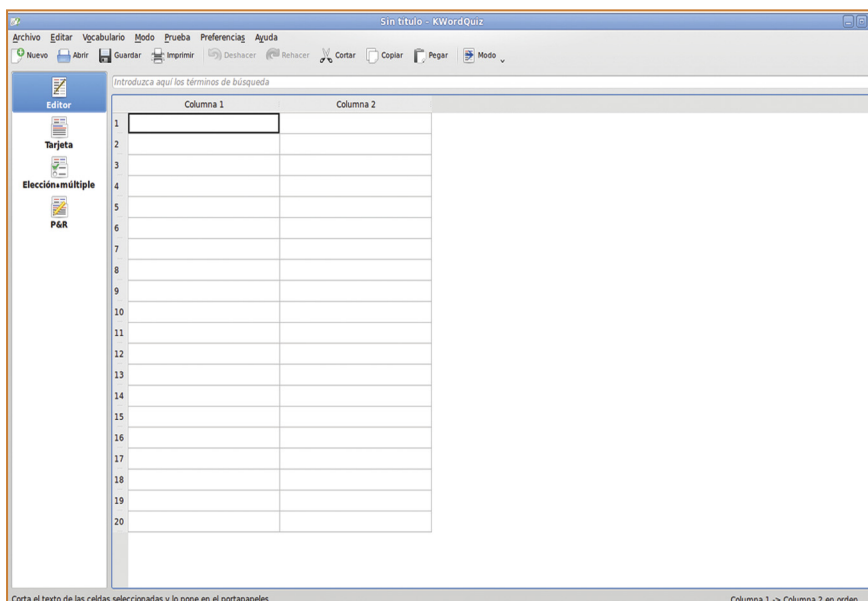 Sin título - KWordQuiz
Archivo Editar Vocabulario Modo Prueba Preferencias Ayuda
Nuevo Abrir Guardar Imprimir Deshacer Rehacer Cortar Copiar Pegar Modo
Introduzca aquí los términos de búsqueda
Editor
Tarjeta
Elección múltiple
P&R
Columna 1 Columna 2
1
2
3
4
5
6
7
8
9
10
11
12
13
14
15
16
17
18
19
20
Corta el texto de las celdas seleccionadas y lo pone en el portapapeles Columna 1 -> Columna 2 en orden